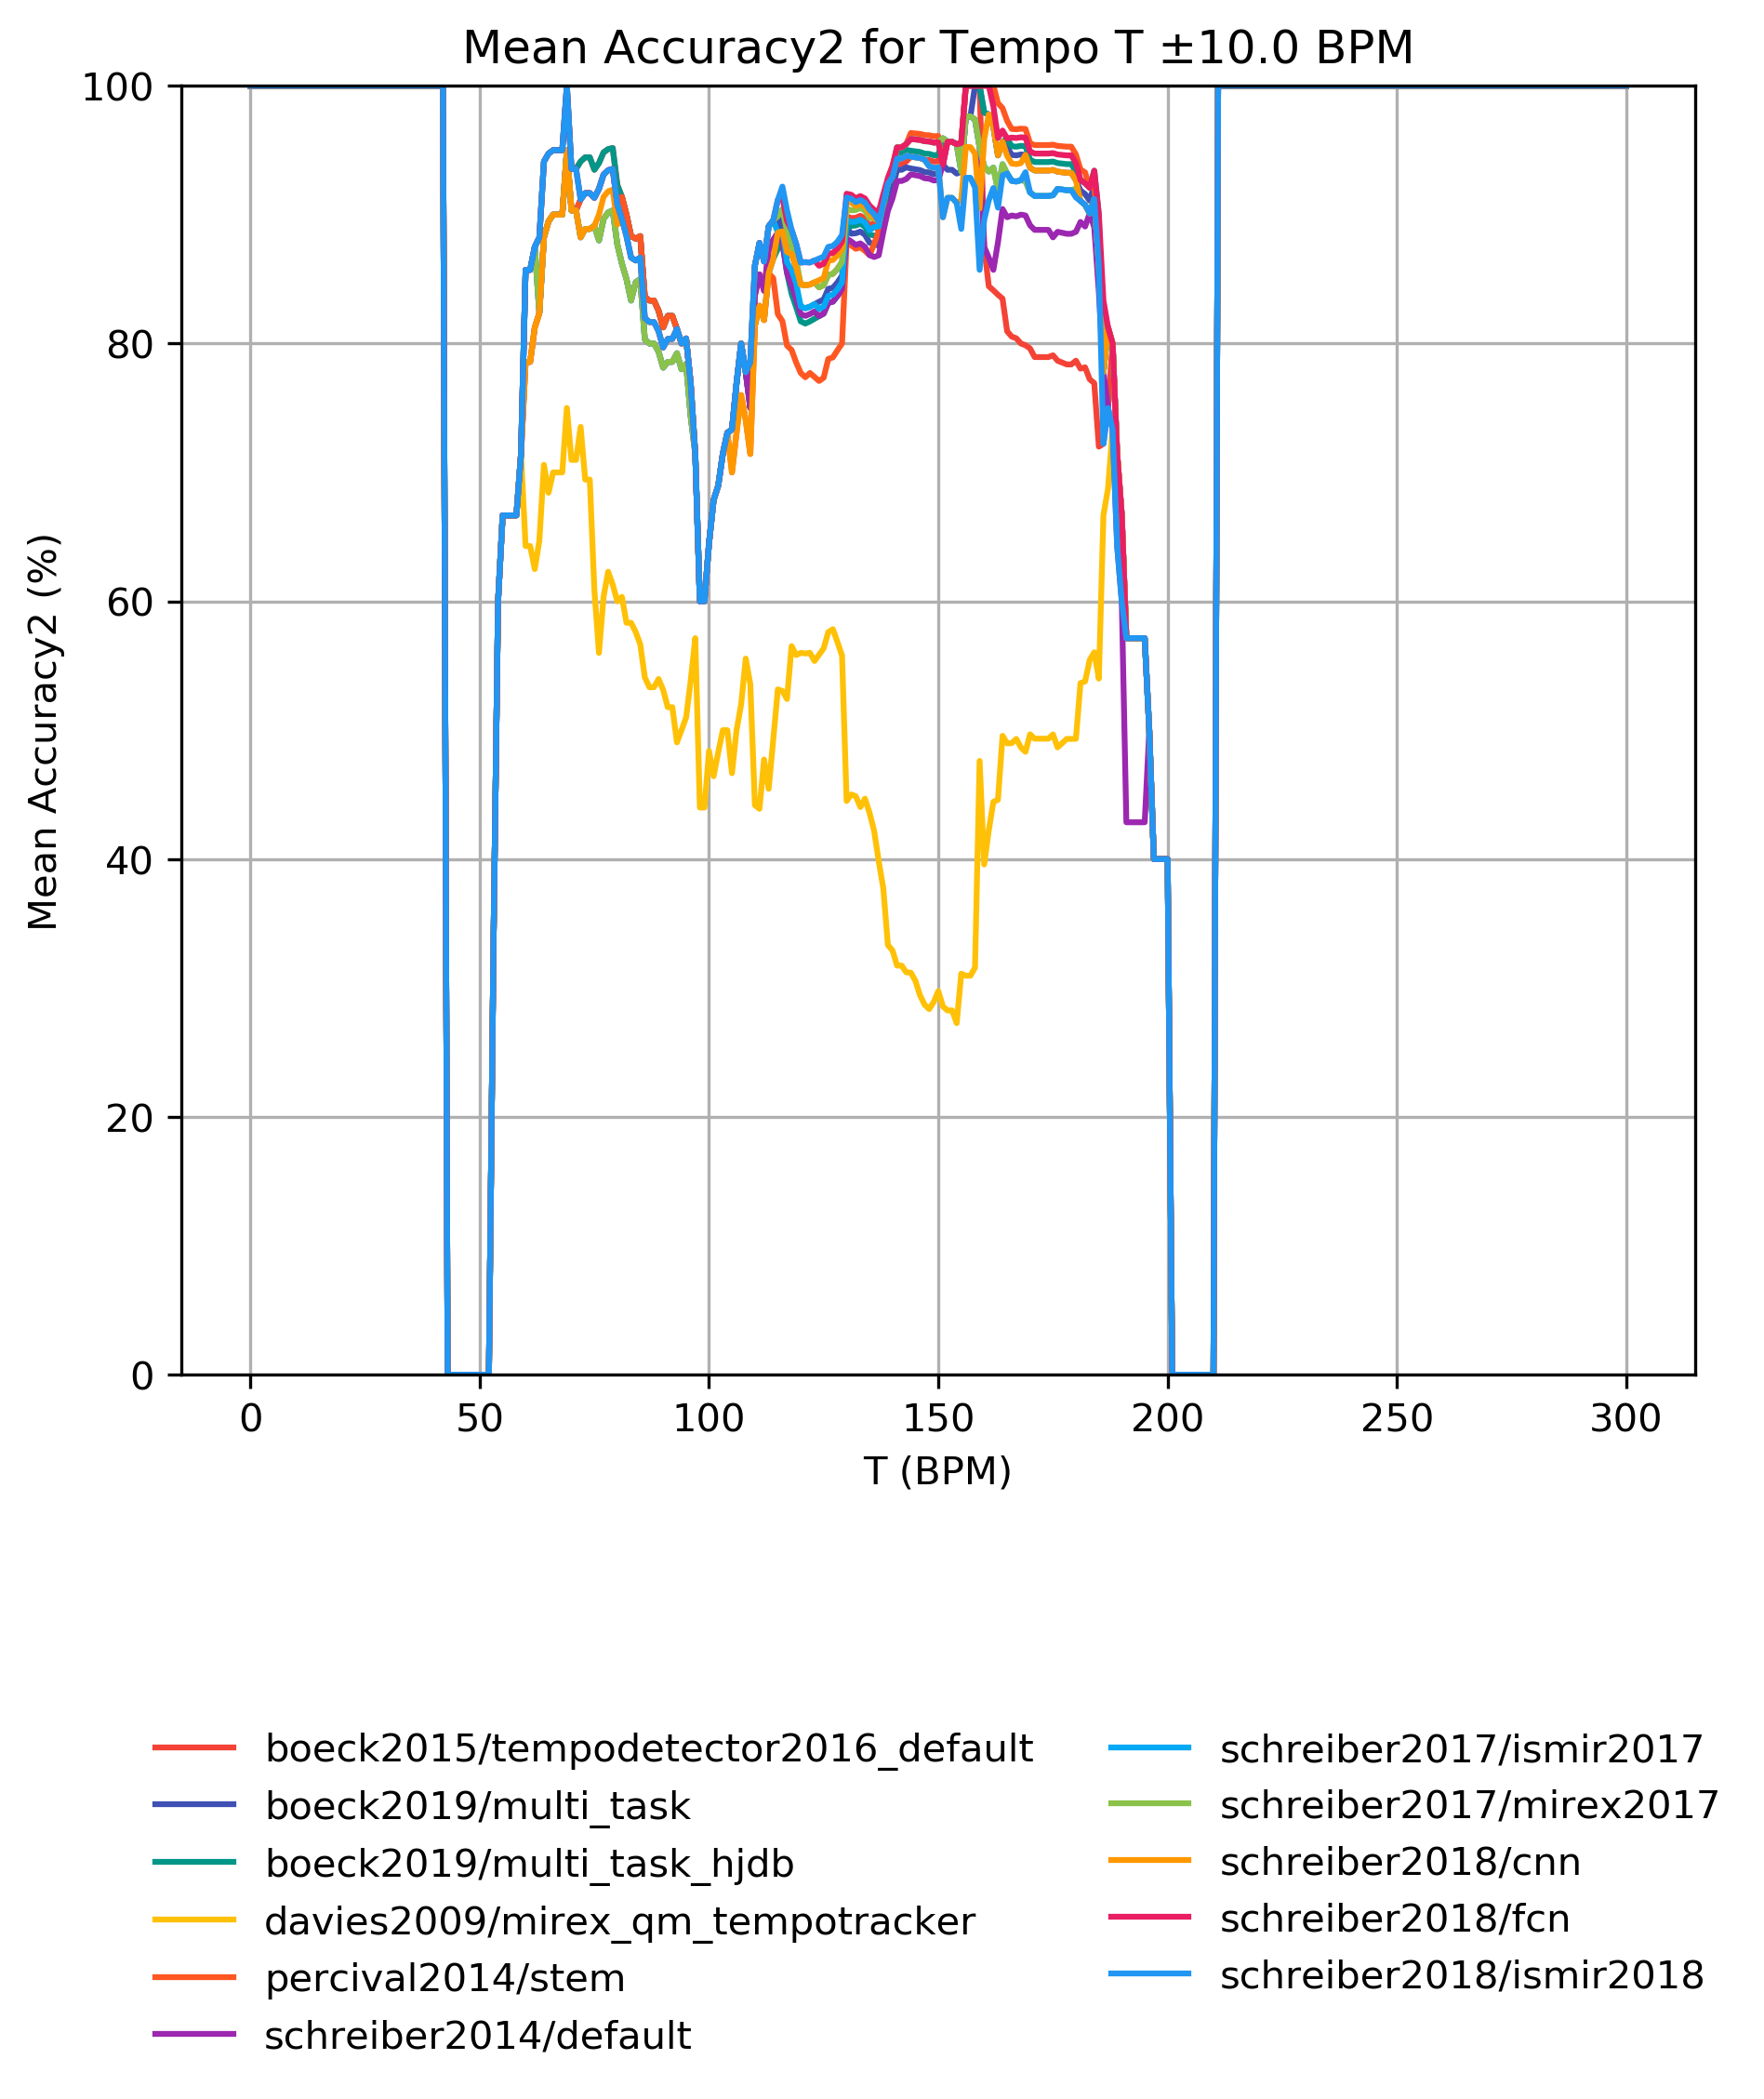 Mean Accuracy2 for Tempo T ±10.0 BPM
Mean Accuracy2 (%)
100
80
60
40
20
0
0 50 100 150 200 250 300
T (BPM)
boeck2015/tempodetector2016_default
boeck2019/multi_task
boeck2019/multi_task_hjdb
davies2009/mirex_qm_tempotracker
percival2014/stem
schreiber2014/default
schreiber2017/ismir2017
schreiber2017/mirex2017
schreiber2018/cnn
schreiber2018/fcn
schreiber2018/ismir2018